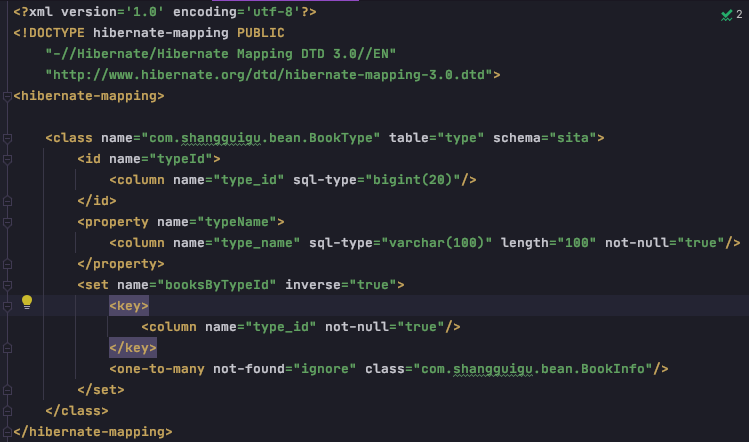 <?xml version='1.0' encoding='utf-8'?>
<!DOCTYPE hibernate-mapping PUBLIC
    "-//Hibernate/Hibernate Mapping DTD 3.0//EN"
    "http://www.hibernate.org/dtd/hibernate-mapping-3.0.dtd">
<hibernate-mapping>
    <class name="com.shangguigu.bean.BookType" table="type" schema="sita">
        <id name="typeId">
            <column name="type_id" sql-type="bigint(20)"/>
        </id>
        <property name="typeName">
            <column name="type_name" sql-type="varchar(100)" length="100" not-null="true"/>
        </property>
        <set name="booksByTypeId" inverse="true">
            <key>
                <column name="type_id" not-null="true"/>
            </key>
            <one-to-many not-found="ignore" class="com.shangguigu.bean.BookInfo"/>
        </set>
    </class>
</hibernate-mapping>
2